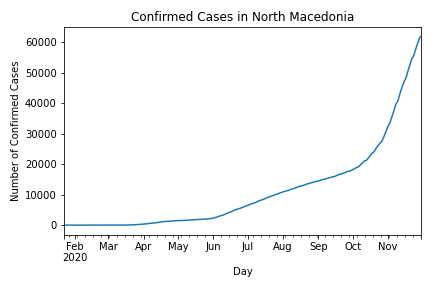 Confirmed Cases in North Macedonia
Number of Confirmed Cases
60000
50000
40000
30000
20000
10000
0
Feb Mar Apr May Jun Jul Aug Sep Oct Nov
2020
Day